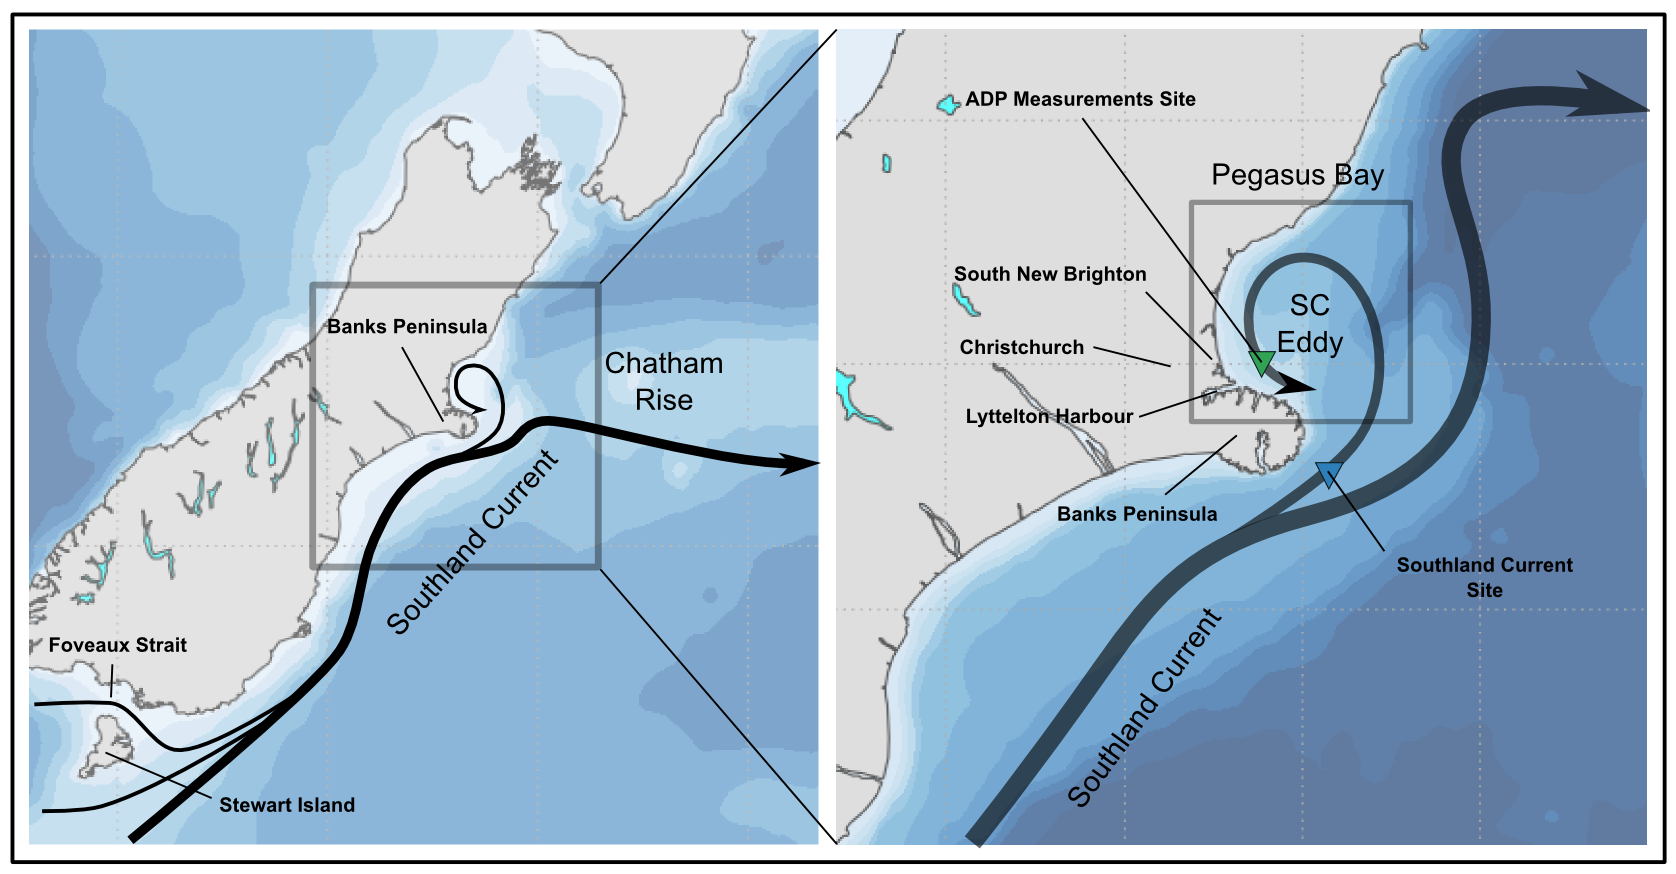 Banks Peninsula
Chatham
Rise
Southland Current
Foveaux Strait
Stewart Island
ADP Measurements Site
Pegasus Bay
South New Brighton
SC
Eddy
Christchurch
Lyttelton Harbour
Banks Peninsula
Southland Current
Site
Southland Current